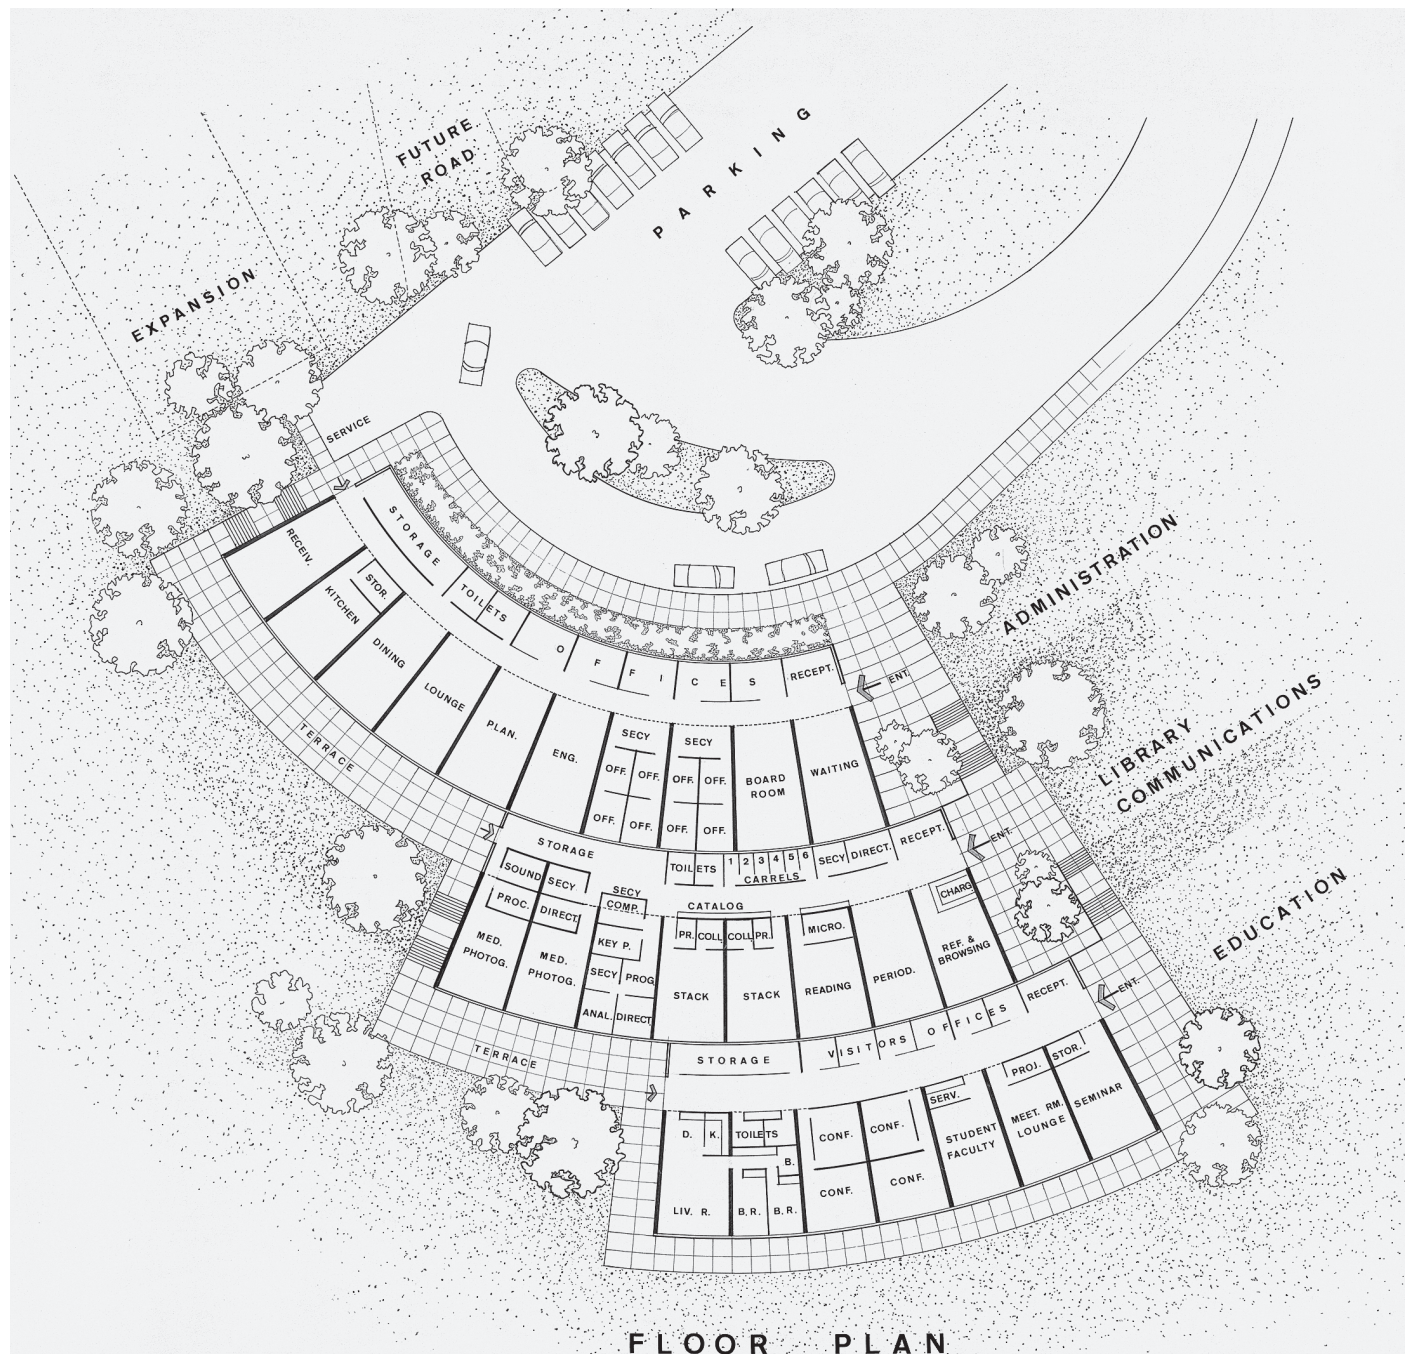 FUTURE
ROAD
PARKING
EXPANSION
SERVICE
STORAGE
RECEIV.
STOR.
KITCHEN
TOILETS
DINING
OFFICES
RECEPT.
ENT.
ADMINISTRATION
LOUNGE
PLAN.
ENG.
SECY
SECY
OFF.
OFF.
OFF.
OFF.
OFF.
OFF.
OFF.
OFF.
BOARD
ROOM
WAITING
TERRACE
LIBRARY
COMMUNICATIONS
STORAGE
TOILETS
1 2 3 4 5 6
CARRELS
SECY
DIRECT.
RECEPT.
ENT.
SOUND
SECY
SECY
COMP.
CATALOG
CHARG
PROC.
DIRECT.
PR.
COLL.
COLL.
PR.
MICRO.
MED.
PHOTOG.
MED.
PHOTOG.
KEY P.
SECY
PROG
ANAL.
DIRECT.
STACK
STACK
READING
PERIOD.
REF. &
BROWSING
EDUCATION
TERRACE
STORAGE
VISITORS OFFICES
RECEPT.
ENT.
D.
K.
TOILETS
B.
LIV. R.
B.R.
B.R.
CONF.
CONF.
CONF.
CONF.
SERV.
STUDENT
FACULTY
PROJ.
STOR.
MEET. RM.
LOUNGE
SEMINAR
FLOOR PLAN